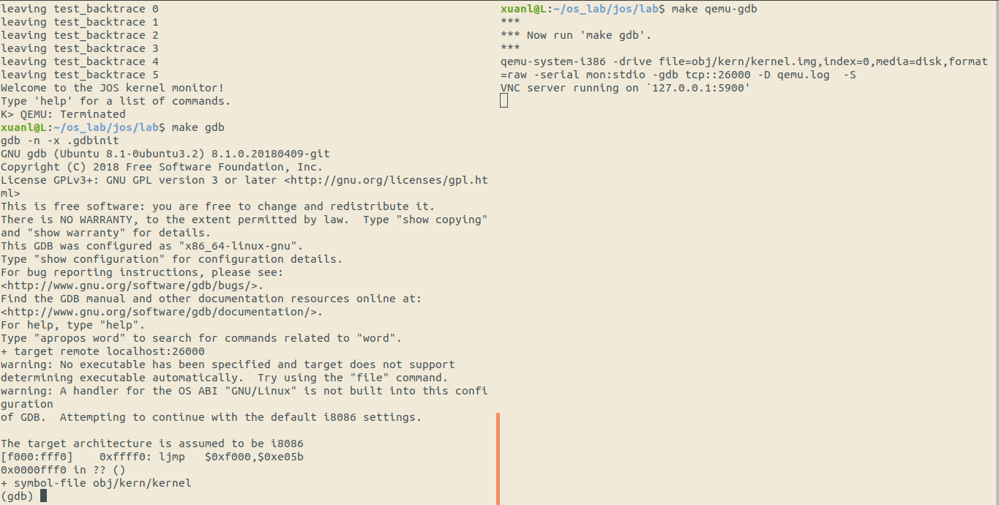 leaving test_backtrace 0
leaving test_backtrace 1
leaving test_backtrace 2
leaving test_backtrace 3
leaving test_backtrace 4
leaving test_backtrace 5
Welcome to the JOS kernel monitor!
Type 'help' for a list of commands.
K> QEMU: Terminated
xuanl@L:~/os_lab/jos/lab$ make gdb
gdb -n -x .gdbinit
GNU gdb (Ubuntu 8.1-0ubuntu3.2) 8.1.0.20180409-git
Copyright (C) 2018 Free Software Foundation, Inc.
License GPLv3+: GNU GPL version 3 or later <http://gnu.org/licenses/gpl.ht
ml>
This is free software: you are free to change and redistribute it.
There is NO WARRANTY, to the extent permitted by law.  Type "show copying"
and "show warranty" for details.
This GDB was configured as "x86_64-linux-gnu".
Type "show configuration" for configuration details.
For bug reporting instructions, please see:
<http://www.gnu.org/software/gdb/bugs/>.
Find the GDB manual and other documentation resources online at:
<http://www.gnu.org/software/gdb/documentation/>.
For help, type "help".
Type "apropos word" to search for commands related to "word".
+ target remote localhost:26000
warning: No executable has been specified and target does not support
determining executable automatically.  Try using the "file" command.
warning: A handler for the OS ABI "GNU/Linux" is not built into this confi
guration
of GDB.  Attempting to continue with the default i8086 settings.
The target architecture is assumed to be i8086
[f000:fff0]    0xffff0: ljmp   $0xf000,$0xe05b
0x0000fff0 in ?? ()
+ symbol-file obj/kern/kernel
(gdb)
xuanl@L:~/os_lab/jos/lab$ make qemu-gdb
***
*** Now run 'make gdb'.
***
qemu-system-i386 -drive file=obj/kern/kernel.img,index=0,media=disk,format
=raw -serial mon:stdio -gdb tcp::26000 -D qemu.log  -S
VNC server running on `127.0.0.1:5900'